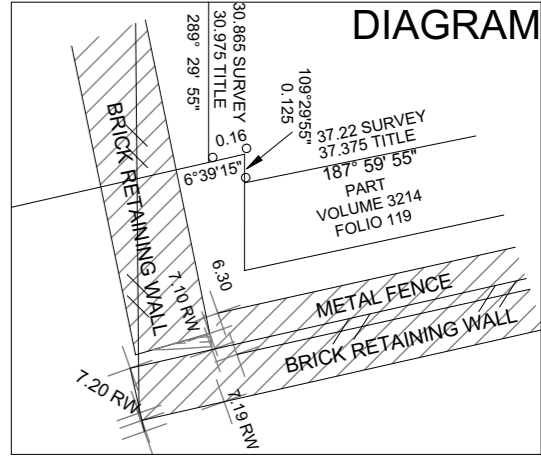 DIAGRAM
289° 29' 55"
30.975 TITLE
30.865 SURVEY
0.16
109°29'55"
0.125
37.22 SURVEY
37.375 TITLE
187° 59' 55"
6°39'15"
PART
VOLUME 3214
FOLIO 119
BRICK RETAINING WALL
7.10 RW
6.30
METAL FENCE
BRICK RETAINING WALL
7.20 RW
7.19 RW